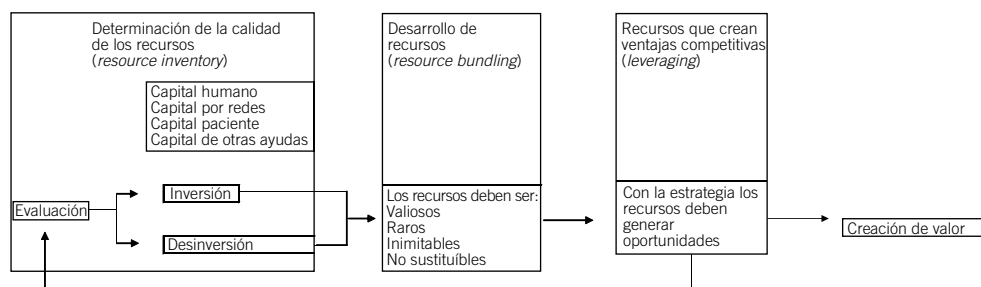 Determinación de la calidad
de los recursos
(resource inventory)
Capital humano
Capital por redes
Capital paciente
Capital de otras ayudas
Evaluación
Inversión
Desinversión
Desarrollo de
recursos
(resource bundling)
Los recursos deben ser:
Valiosos
Raros
Inimitables
No sustituíbles
Recursos que crean
ventajas competitivas
(leveraging)
Con la estrategia los
recursos deben
generar
oportunidades
Creación de valor